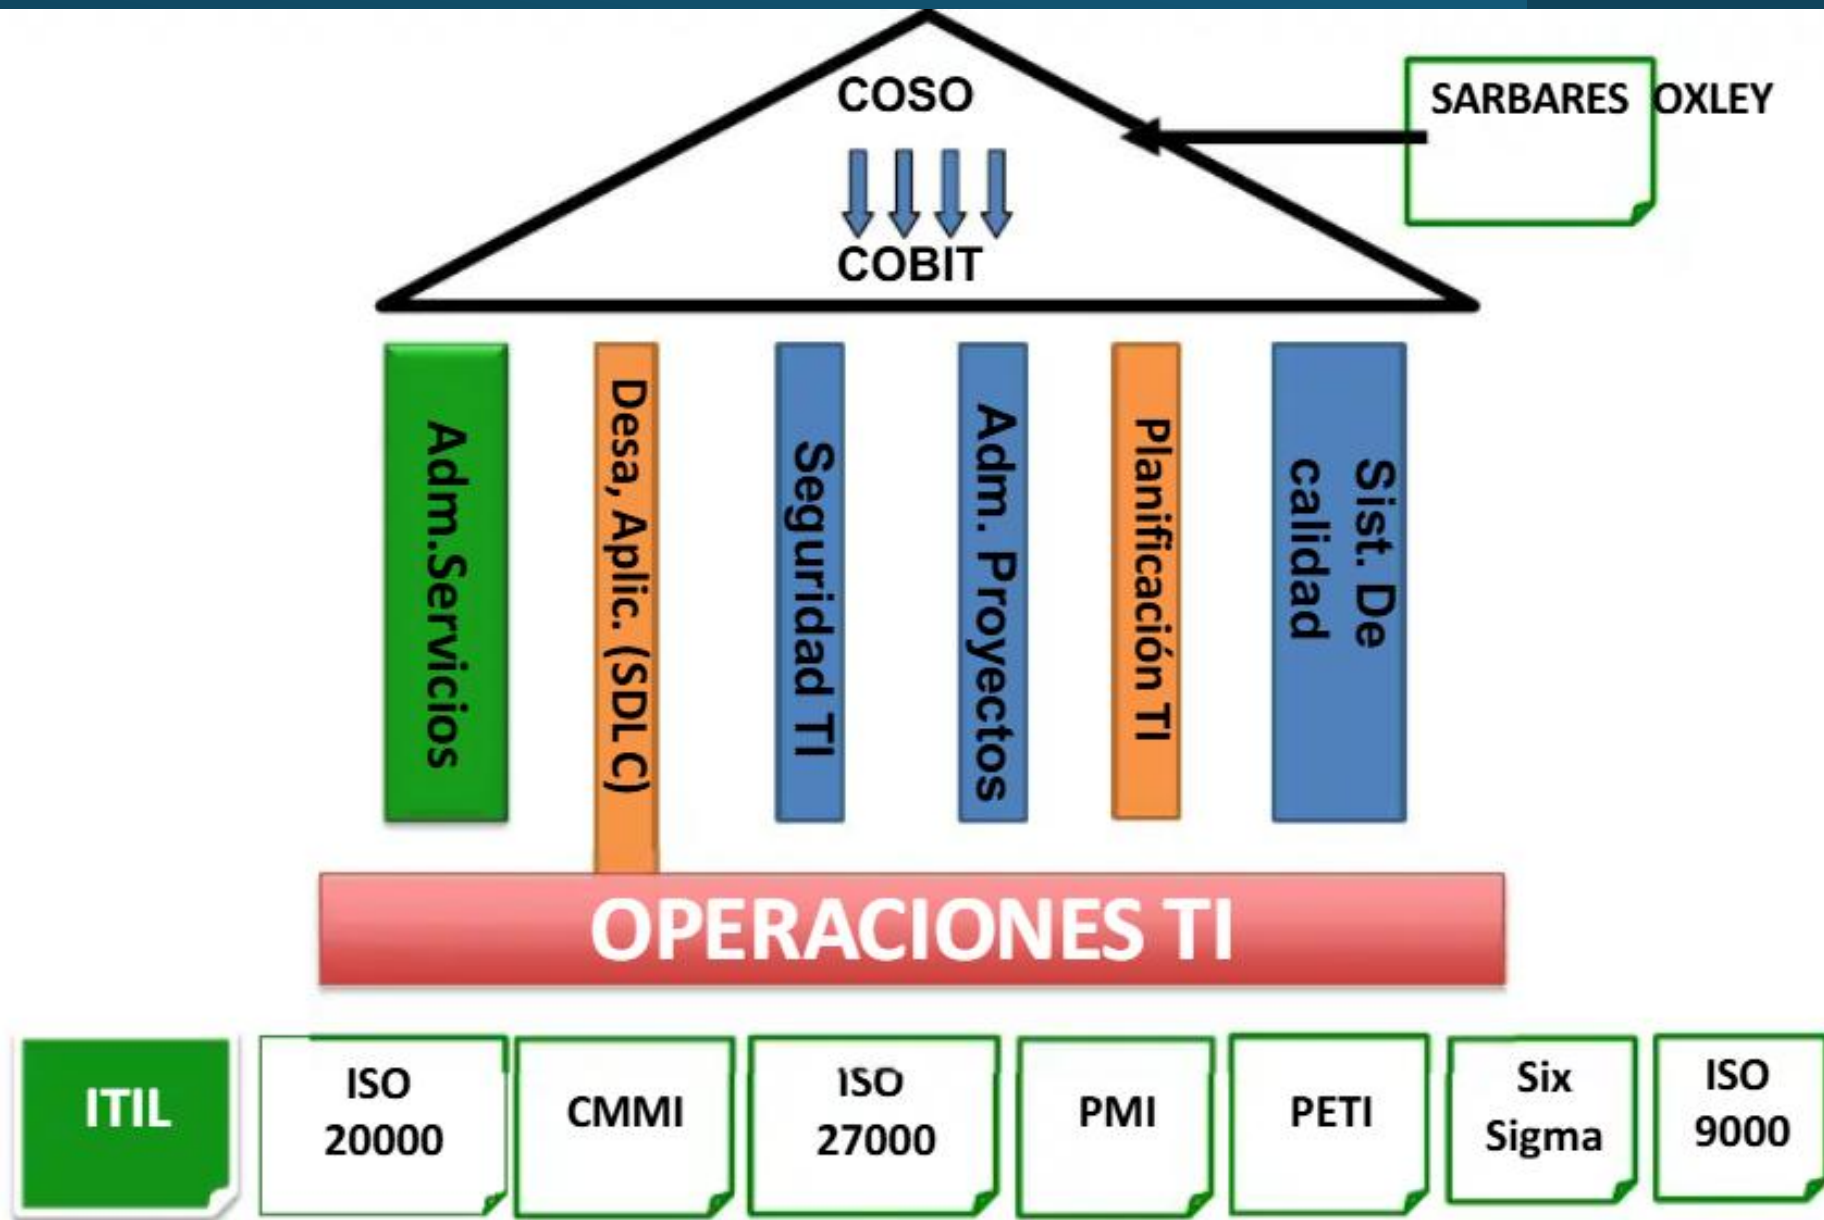 COSO
SARBARES OXLEY
COBIT
Adm.Servicios
Desa, Aplic. (SDLC)
Seguridad TI
Adm. Proyectos
Planificación TI
Sist. De
calidad
OPERACIONES TI
ITIL
ISO
20000
CMMI
ISO
27000
PMI
PETI
Six
Sigma
ISO
9000